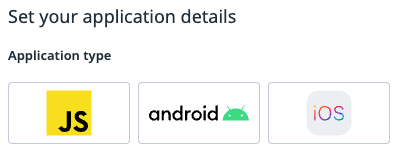 Set your application details
Application type
JS
android
iOS